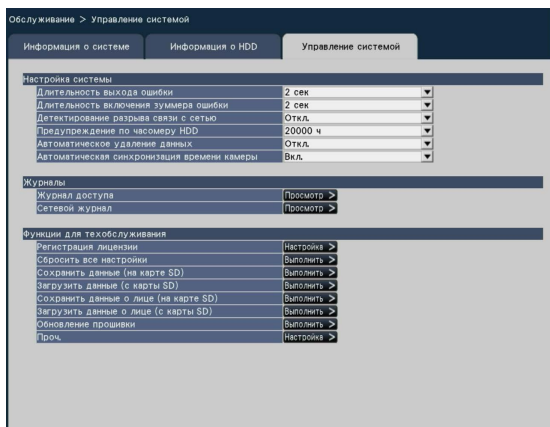 Обслуживание > Управление системой
Информация о системе Информация о HDD Управление системой
Настройка системы
Длительность выхода ошибки 2 сек
Длительность включения зуммера ошибки 2 сек
Детектирование разрыва связи с сетью Откл.
Предупреждение по часомеру HDD 20000 ч
Автоматическое удаление данных Откл.
Автоматическая синхронизация времени камеры Вкл.
Журналы
Журнал доступа Просмотр >
Сетевой журнал Просмотр >
Функции для техобслуживания
Регистрация лицензии Настройка >
Сбросить все настройки Выполнить >
Сохранить данные (на карте SD) Выполнить >
Загрузить данные (с карты SD) Выполнить >
Сохранить данные о лице (на карте SD) Выполнить >
Загрузить данные о лице (с карты SD) Выполнить >
Обновление прошивки Выполнить >
Проч. Настройка >